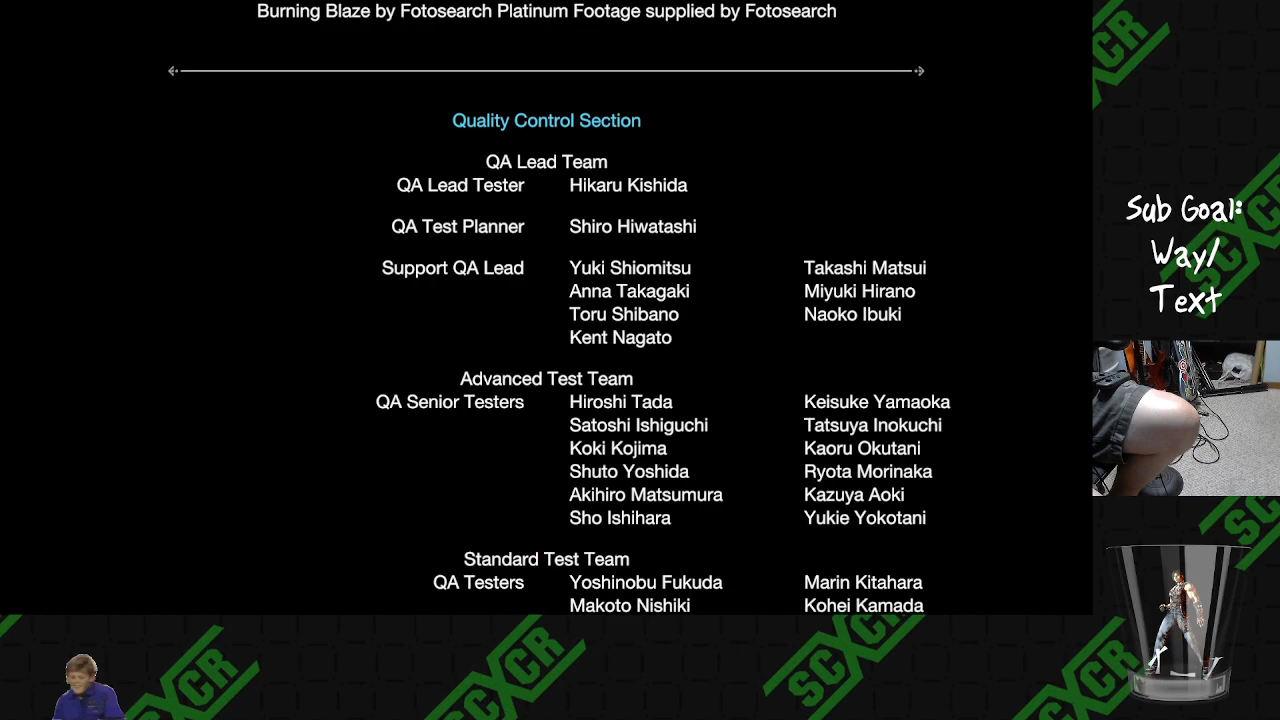 Burning Blaze by Fotosearch Platinum Footage supplied by Fotosearch
Quality Control Section
QA Lead Team
QA Lead Tester Hikaru Kishida
QA Test Planner Shiro Hiwatashi
Support QA Lead Yuki Shiomitsu Takashi Matsui
Anna Takagaki Miyuki Hirano
Toru Shibano Naoko Ibuki
Kent Nagato
Advanced Test Team
QA Senior Testers Hiroshi Tada Keisuke Yamaoka
Satoshi Ishiguchi Tatsuya Inokuchi
Koki Kojima Kaoru Okutani
Shuto Yoshida Ryota Morinaka
Akihiro Matsumura Kazuya Aoki
Sho Ishihara Yukie Yokotani
Standard Test Team
QA Testers Yoshinobu Fukuda Marin Kitahara
Makoto Nishiki Kohei Kamada
Sub Goal:
Way/
Text
SCXCR
SCXCR
SCXCR
SCXCR
SCXCR